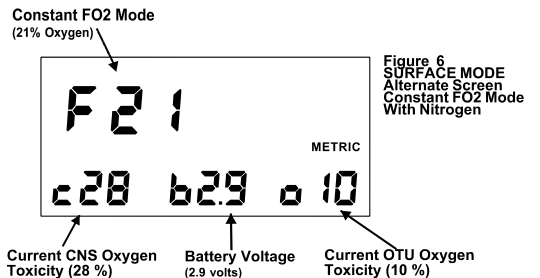 Constant FO2 Mode
(21% Oxygen)
Figure 6
SURFACE MODE
Alternate Screen
Constant FO2 Mode
With Nitrogen
F21
METRIC
c28 b2.9 o10
Current CNS Oxygen
Toxicity (28 %)
Battery Voltage
(2.9 volts)
Current OTU Oxygen
Toxicity (10 %)